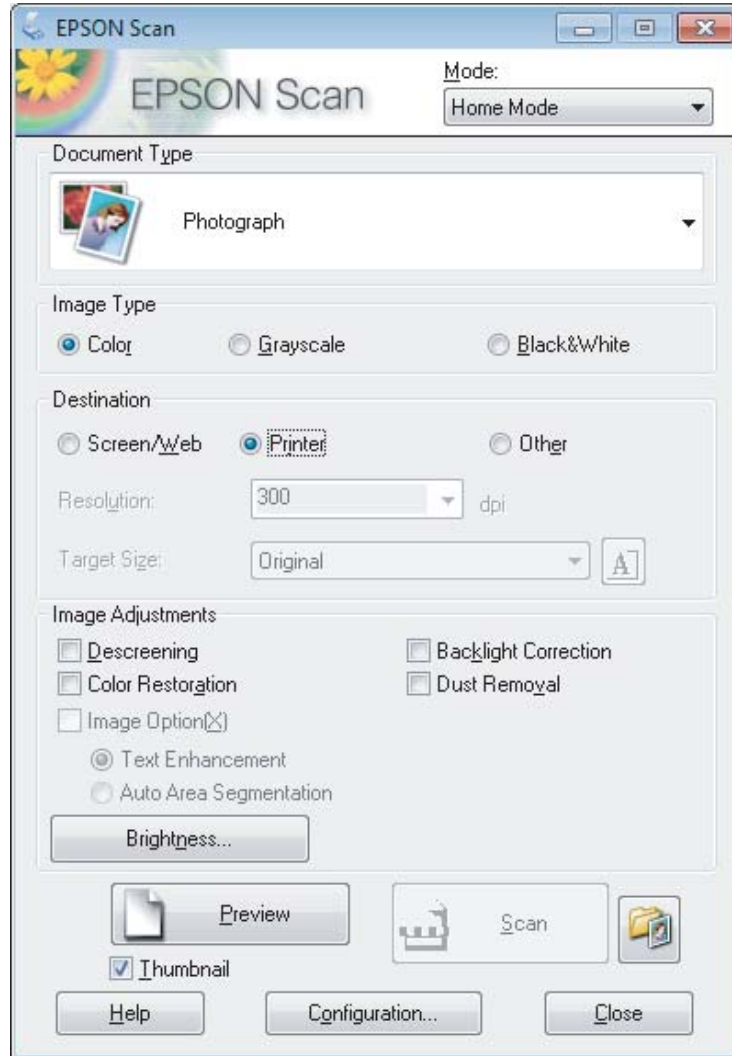 EPSON Scan
EPSON Scan
Mode:
Home Mode
Document Type
Photograph
Image Type
Color Grayscale Black&White
Destination
Screen/Web Printer Other
Resolution: 300 dpi
Target Size: Original A
Image Adjustments
Descreening Backlight Correction
Color Restoration Dust Removal
Image Option(X)
Text Enhancement
Auto Area Segmentation
Brightness...
Preview Scan
Thumbnail
Help Configuration... Close